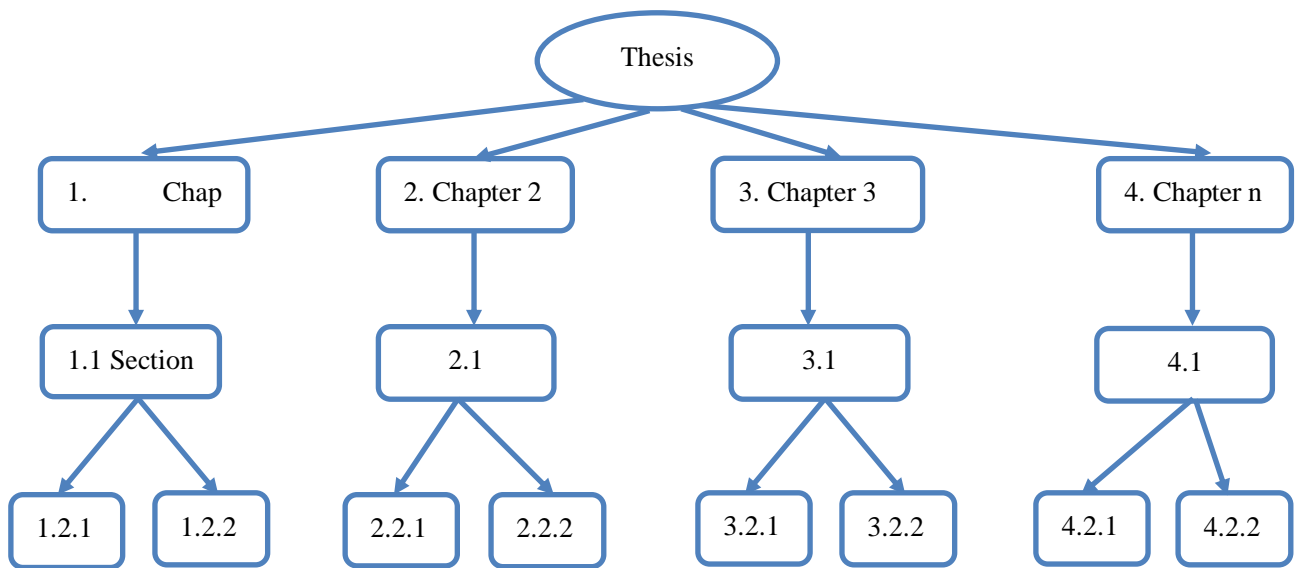 Thesis
1. Chap
2. Chapter 2
3. Chapter 3
4. Chapter n
1.1 Section
2.1
3.1
4.1
1.2.1
1.2.2
2.2.1
2.2.2
3.2.1
3.2.2
4.2.1
4.2.2